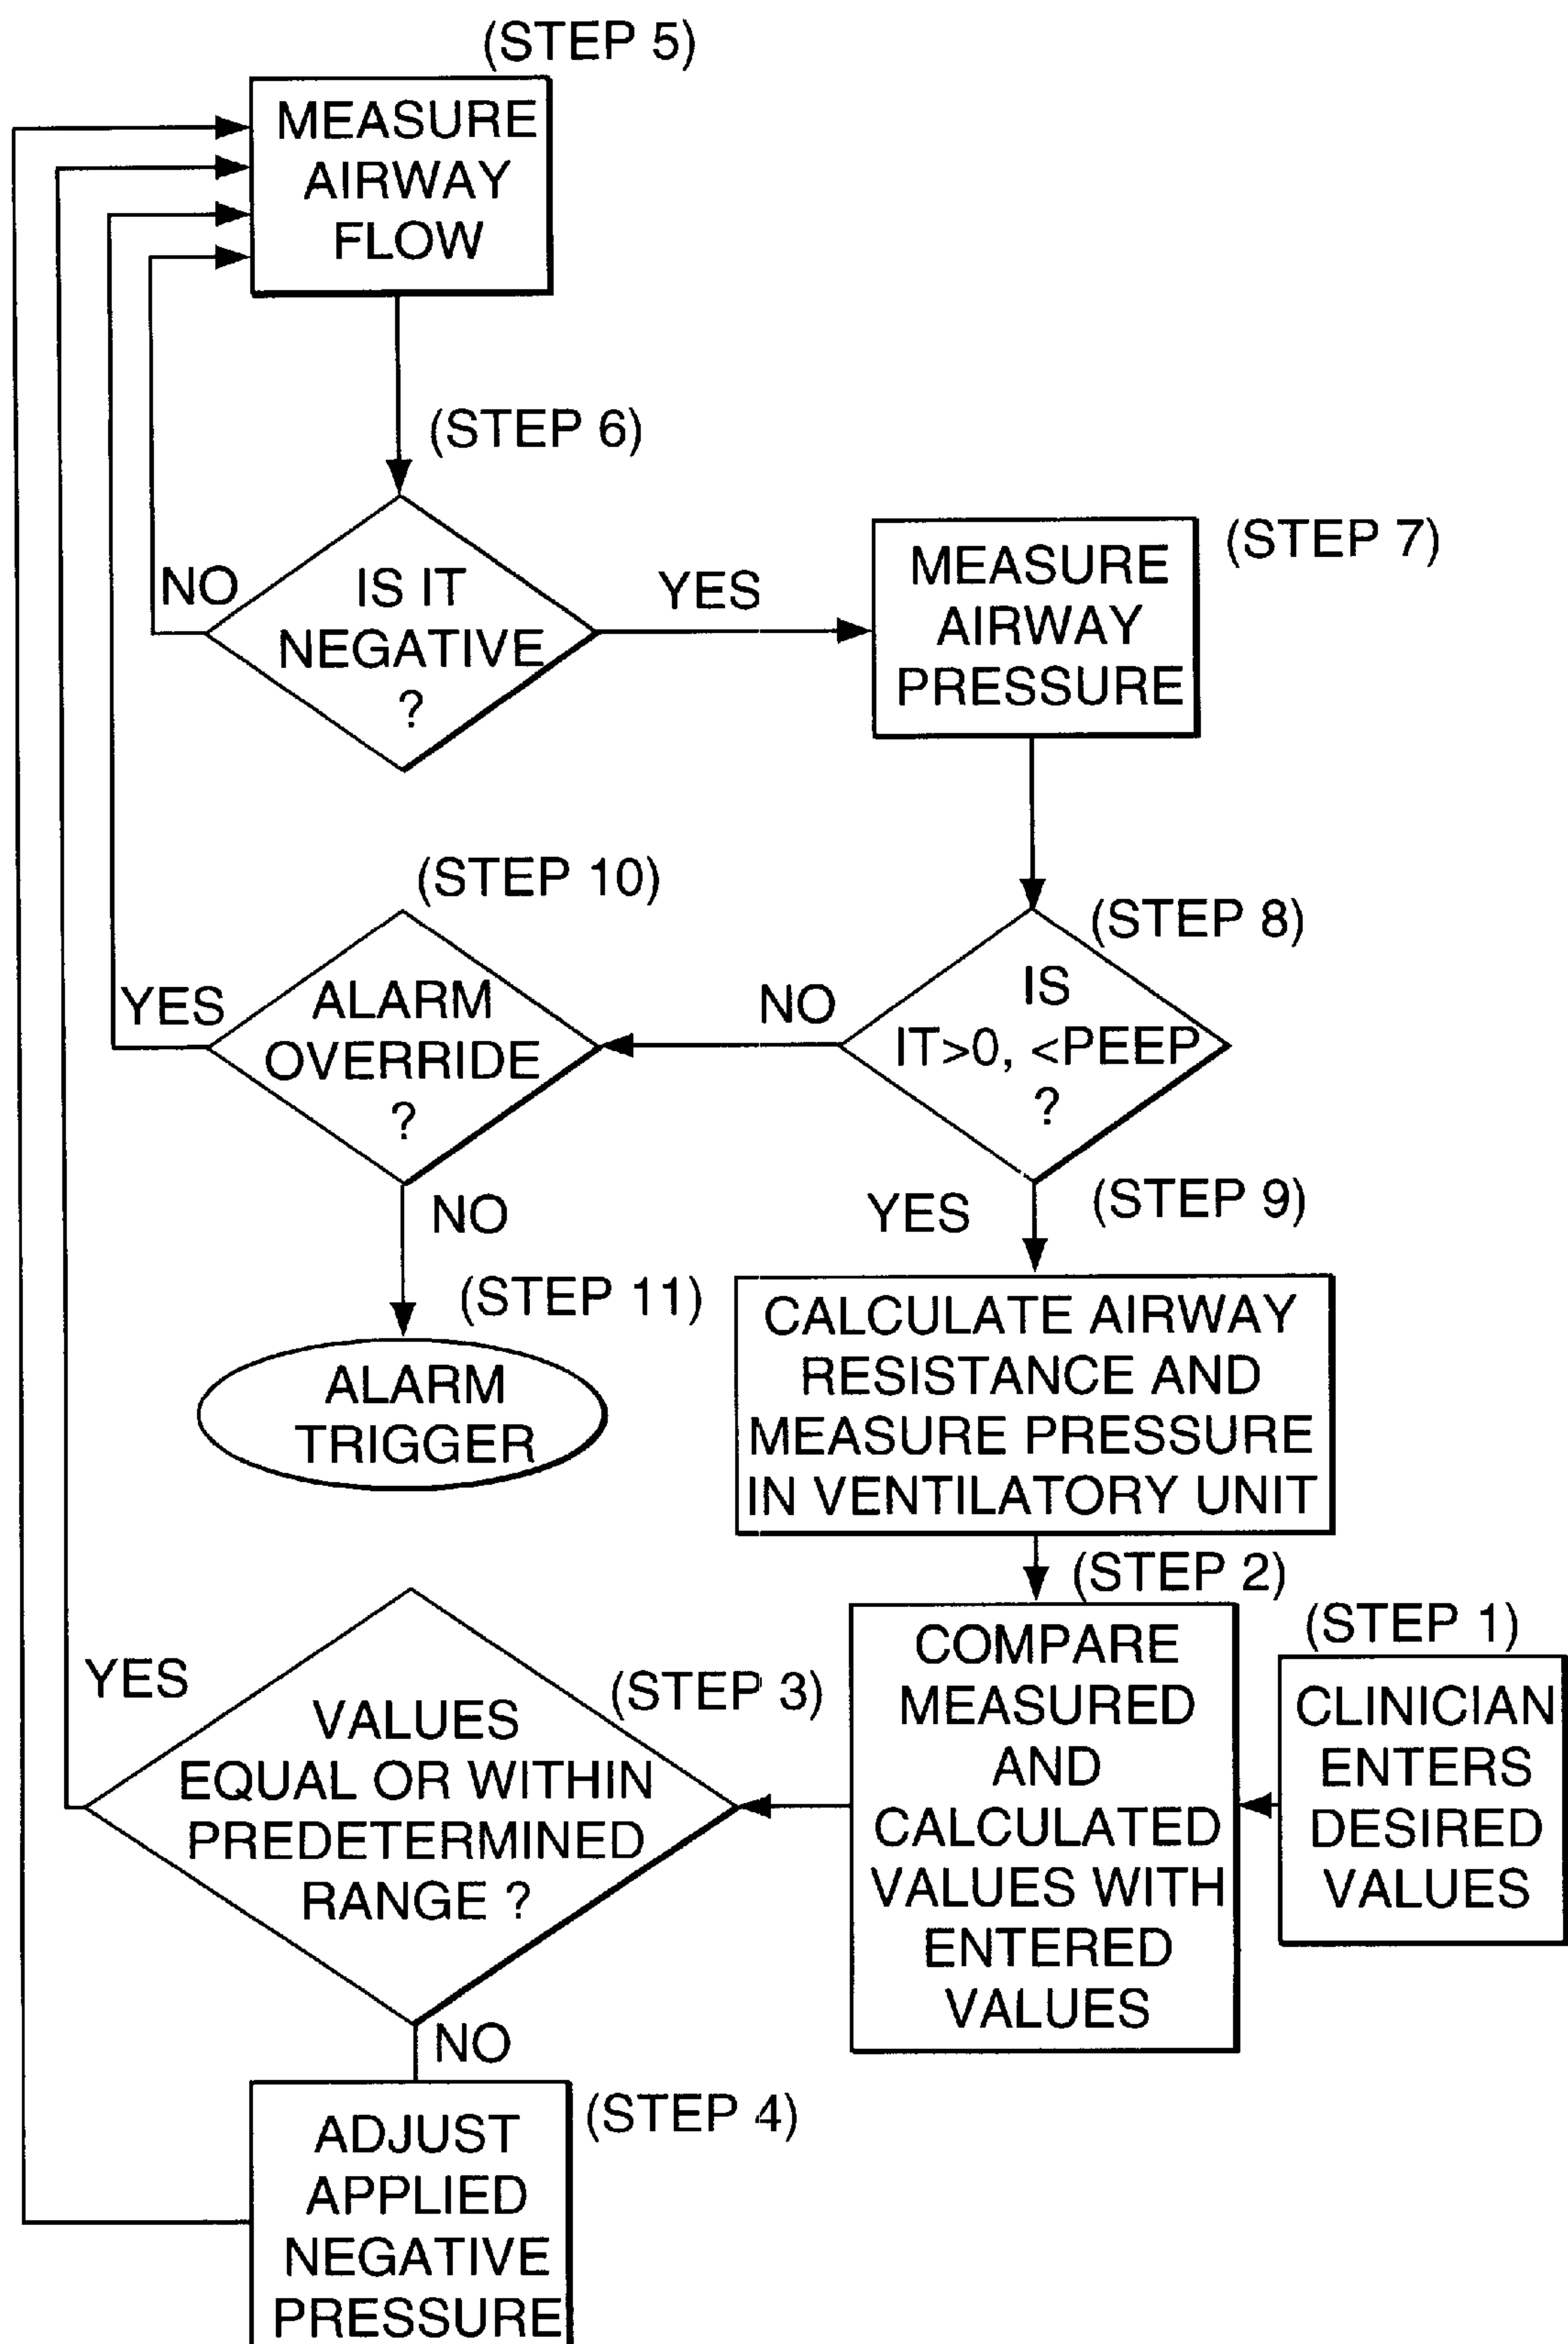 (STEP 5)
MEASURE
AIRWAY
FLOW
(STEP 6)
IS IT
NEGATIVE
?
NO
YES
(STEP 7)
MEASURE
AIRWAY
PRESSURE
(STEP 8)
IS
IT>0, <PEEP
?
NO
YES
(STEP 10)
ALARM
OVERRIDE
?
YES
NO
(STEP 11)
ALARM
TRIGGER
(STEP 9)
CALCULATE AIRWAY
RESISTANCE AND
MEASURE PRESSURE
IN VENTILATORY UNIT
(STEP 2)
COMPARE
MEASURED
AND
CALCULATED
VALUES WITH
ENTERED
VALUES
(STEP 1)
CLINICIAN
ENTERS
DESIRED
VALUES
(STEP 3)
VALUES
EQUAL OR WITHIN
PREDETERMINED
RANGE ?
YES
NO
(STEP 4)
ADJUST
APPLIED
NEGATIVE
PRESSURE